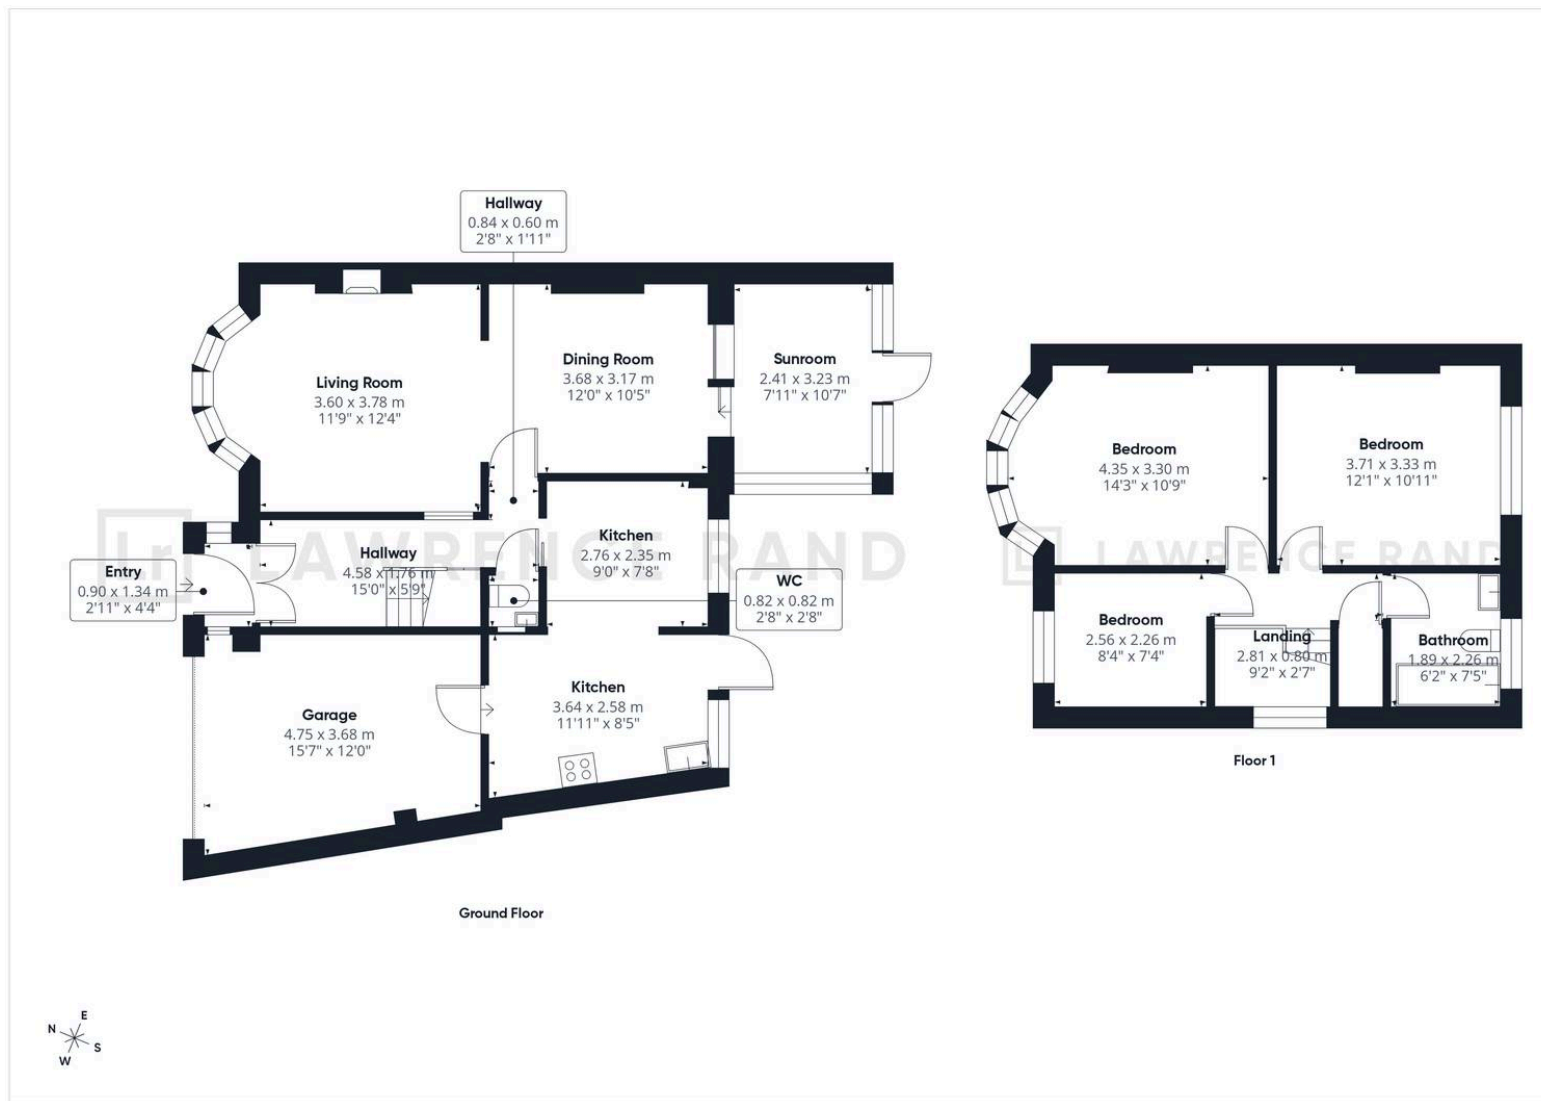 Hallway
0.84 x 0.60 m
2'8" x 1'11"
Living Room
3.60 x 3.78 m
11'9" x 12'4"
Dining Room
3.68 x 3.17 m
12'0" x 10'5"
Sunroom
2.41 x 3.23 m
7'11" x 10'7"
Entry
0.90 x 1.34 m
2'11" x 4'4"
Hallway
4.58 x 1.76 m
15'0" x 5'9"
Kitchen
2.76 x 2.35 m
9'0" x 7'8"
WC
0.82 x 0.82 m
2'8" x 2'8"
Lr LAWRENCE RAND
Garage
4.75 x 3.68 m
15'7" x 12'0"
Kitchen
3.64 x 2.58 m
11'11" x 8'5"
Ground Floor
Bedroom
4.35 x 3.30 m
14'3" x 10'9"
Bedroom
3.71 x 3.33 m
12'1" x 10'11"
Lr LAWRENCE RAND
Bedroom
2.56 x 2.26 m
8'4" x 7'4"
Landing
2.81 x 0.80 m
9'2" x 2'7"
Bathroom
1.89 x 2.26 m
6'2" x 7'5"
Floor 1
E
N
S
W